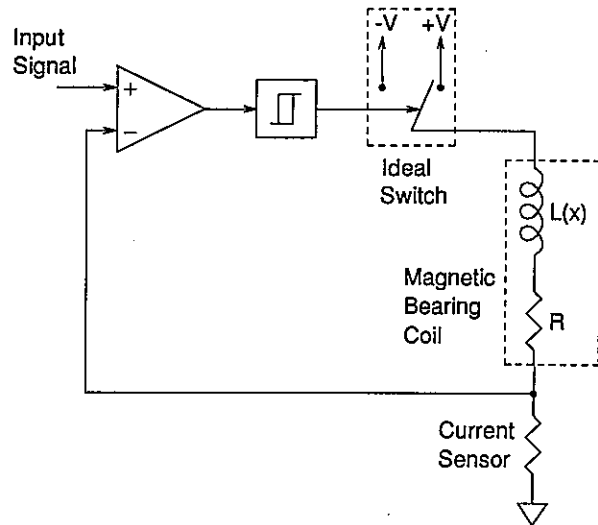 Input
Signal
+
−
-V
+V
Ideal
Switch
L(x)
Magnetic
Bearing
Coil
R
Current
Sensor